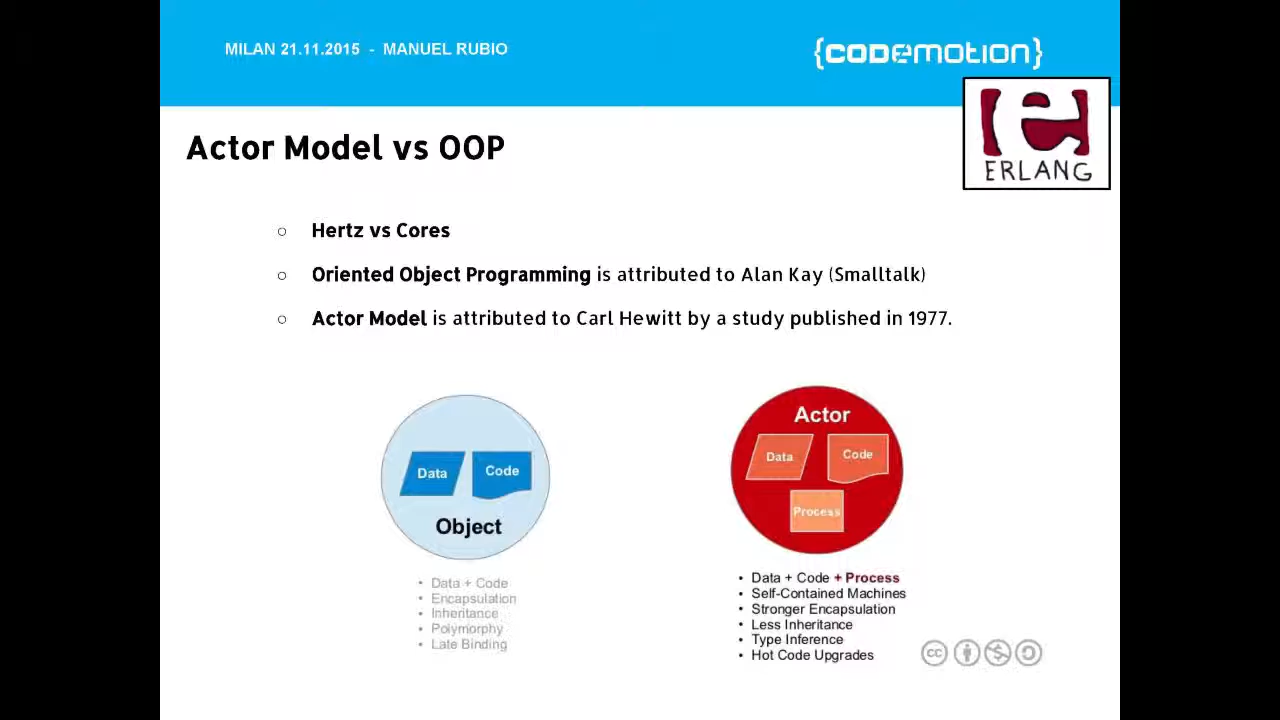 MILAN 21.11.2015 - MANUEL RUBIO
{CODEMOTION}
ERLANG
Actor Model vs OOP
○ Hertz vs Cores
○ Oriented Object Programming is attributed to Alan Kay (Smalltalk)
○ Actor Model is attributed to Carl Hewitt by a study published in 1977.
Data
Code
Object
• Data + Code
• Encapsulation
• Inheritance
• Polymorphy
• Late Binding
Actor
Data
Code
Process
• Data + Code + Process
• Self-Contained Machines
• Stronger Encapsulation
• Less Inheritance
• Type Inference
• Hot Code Upgrades
cc